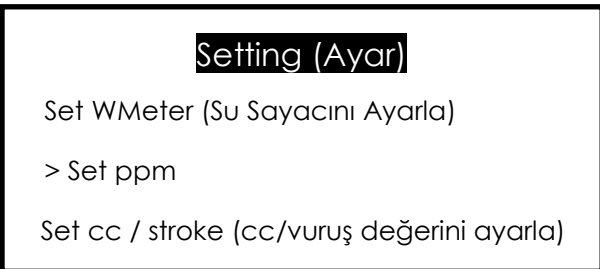 Setting (Ayar)
Set WMeter (Su Sayacını Ayarla)
> Set ppm
Set cc / stroke (cc/vuruş değerini ayarla)